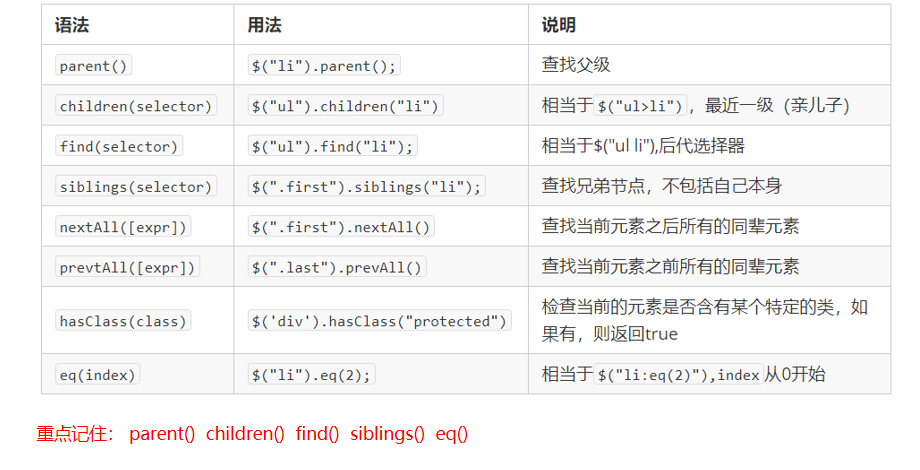 语法 用法 说明
parent() $("li").parent(); 查找父级
children(selector) $("ul").children("li") 相当于$("ul>li")，最近一级（亲儿子）
find(selector) $("ul").find("li"); 相当于$("ul li"),后代选择器
siblings(selector) $(".first").siblings("li"); 查找兄弟节点，不包括自己本身
nextAll([expr]) $(".first").nextAll() 查找当前元素之后所有的同辈元素
prevtAll([expr]) $(".last").prevAll() 查找当前元素之前所有的同辈元素
hasClass(class) $('div').hasClass("protected") 检查当前的元素是否含有某个特定的类，如
果有，则返回true
eq(index) $("li").eq(2); 相当于$("li:eq(2)"),index从0开始
重点记住： parent() children() find() siblings() eq()